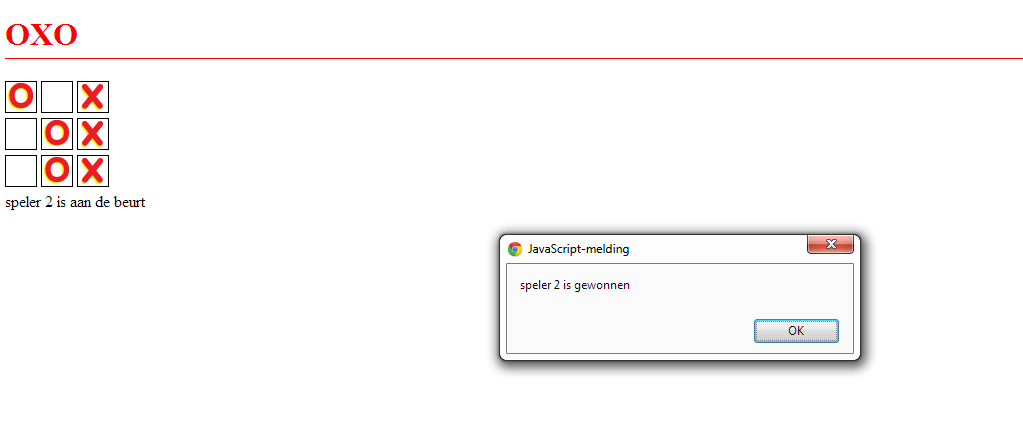 OXO
O X
O X
O X
speler 2 is aan de beurt
JavaScript-melding
speler 2 is gewonnen
OK